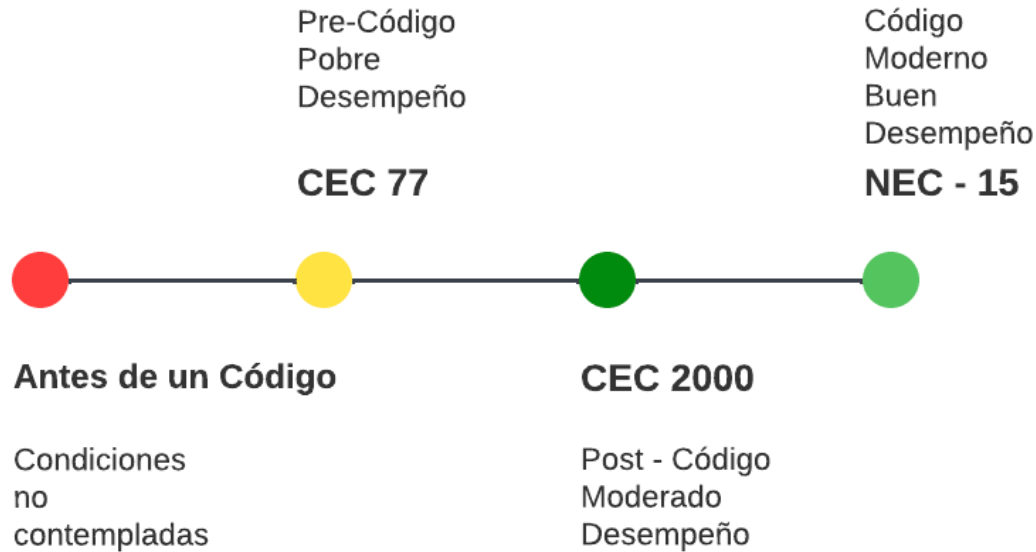 Pre-Código
Pobre
Desempeño
CEC 77
Código
Moderno
Buen
Desempeño
NEC - 15
Antes de un Código
Condiciones
no
contempladas
CEC 2000
Post - Código
Moderado
Desempeño